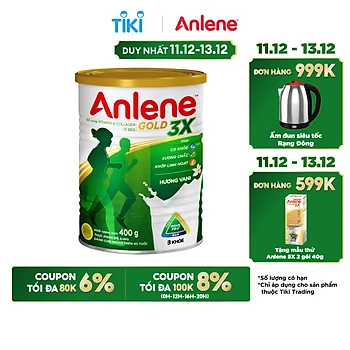 TIKI
Anlene
DUY NHẤT 11.12-13.12
Anlene
GOLD 3X
CƠ KHỎE
XƯƠNG CHẮC
KHỚP LINH HOẠT
HƯƠNG VANI
400 g
3 KHỎE
11.12 - 13.12
ĐƠN HÀNG 999K
Ấm đun siêu tốc
Rạng Đông
11.12 - 13.12
ĐƠN HÀNG 599K
Tặng mẫu thử
Anlene 5X 2 gói 40g
*Số lượng có hạn
*Chỉ áp dụng cho sản phẩm
thuộc Tiki Trading
COUPON
TỐI ĐA 80K 6%
COUPON
TỐI ĐA 100K 8%
(0H-12H-16H-20H)